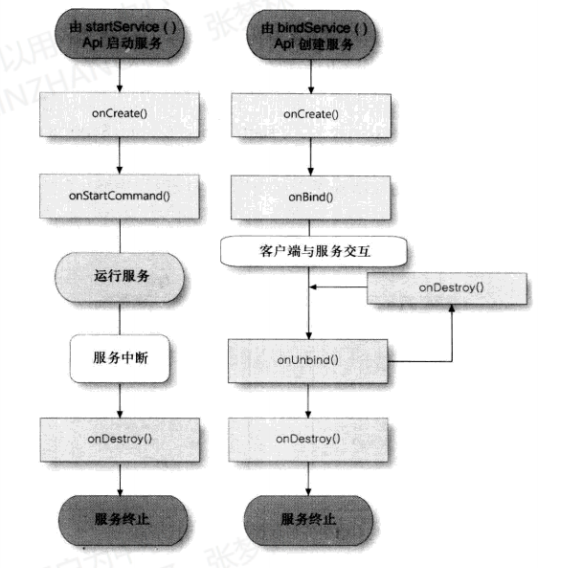 由 startService ( )
Api 启动服务
onCreate()
onStartCommand()
运行服务
服务中断
onDestroy()
服务终止
由 bindService ( )
Api 创建服务
onCreate()
onBind()
客户端与服务交互
onDestroy()
onUnbind()
onDestroy()
服务终止